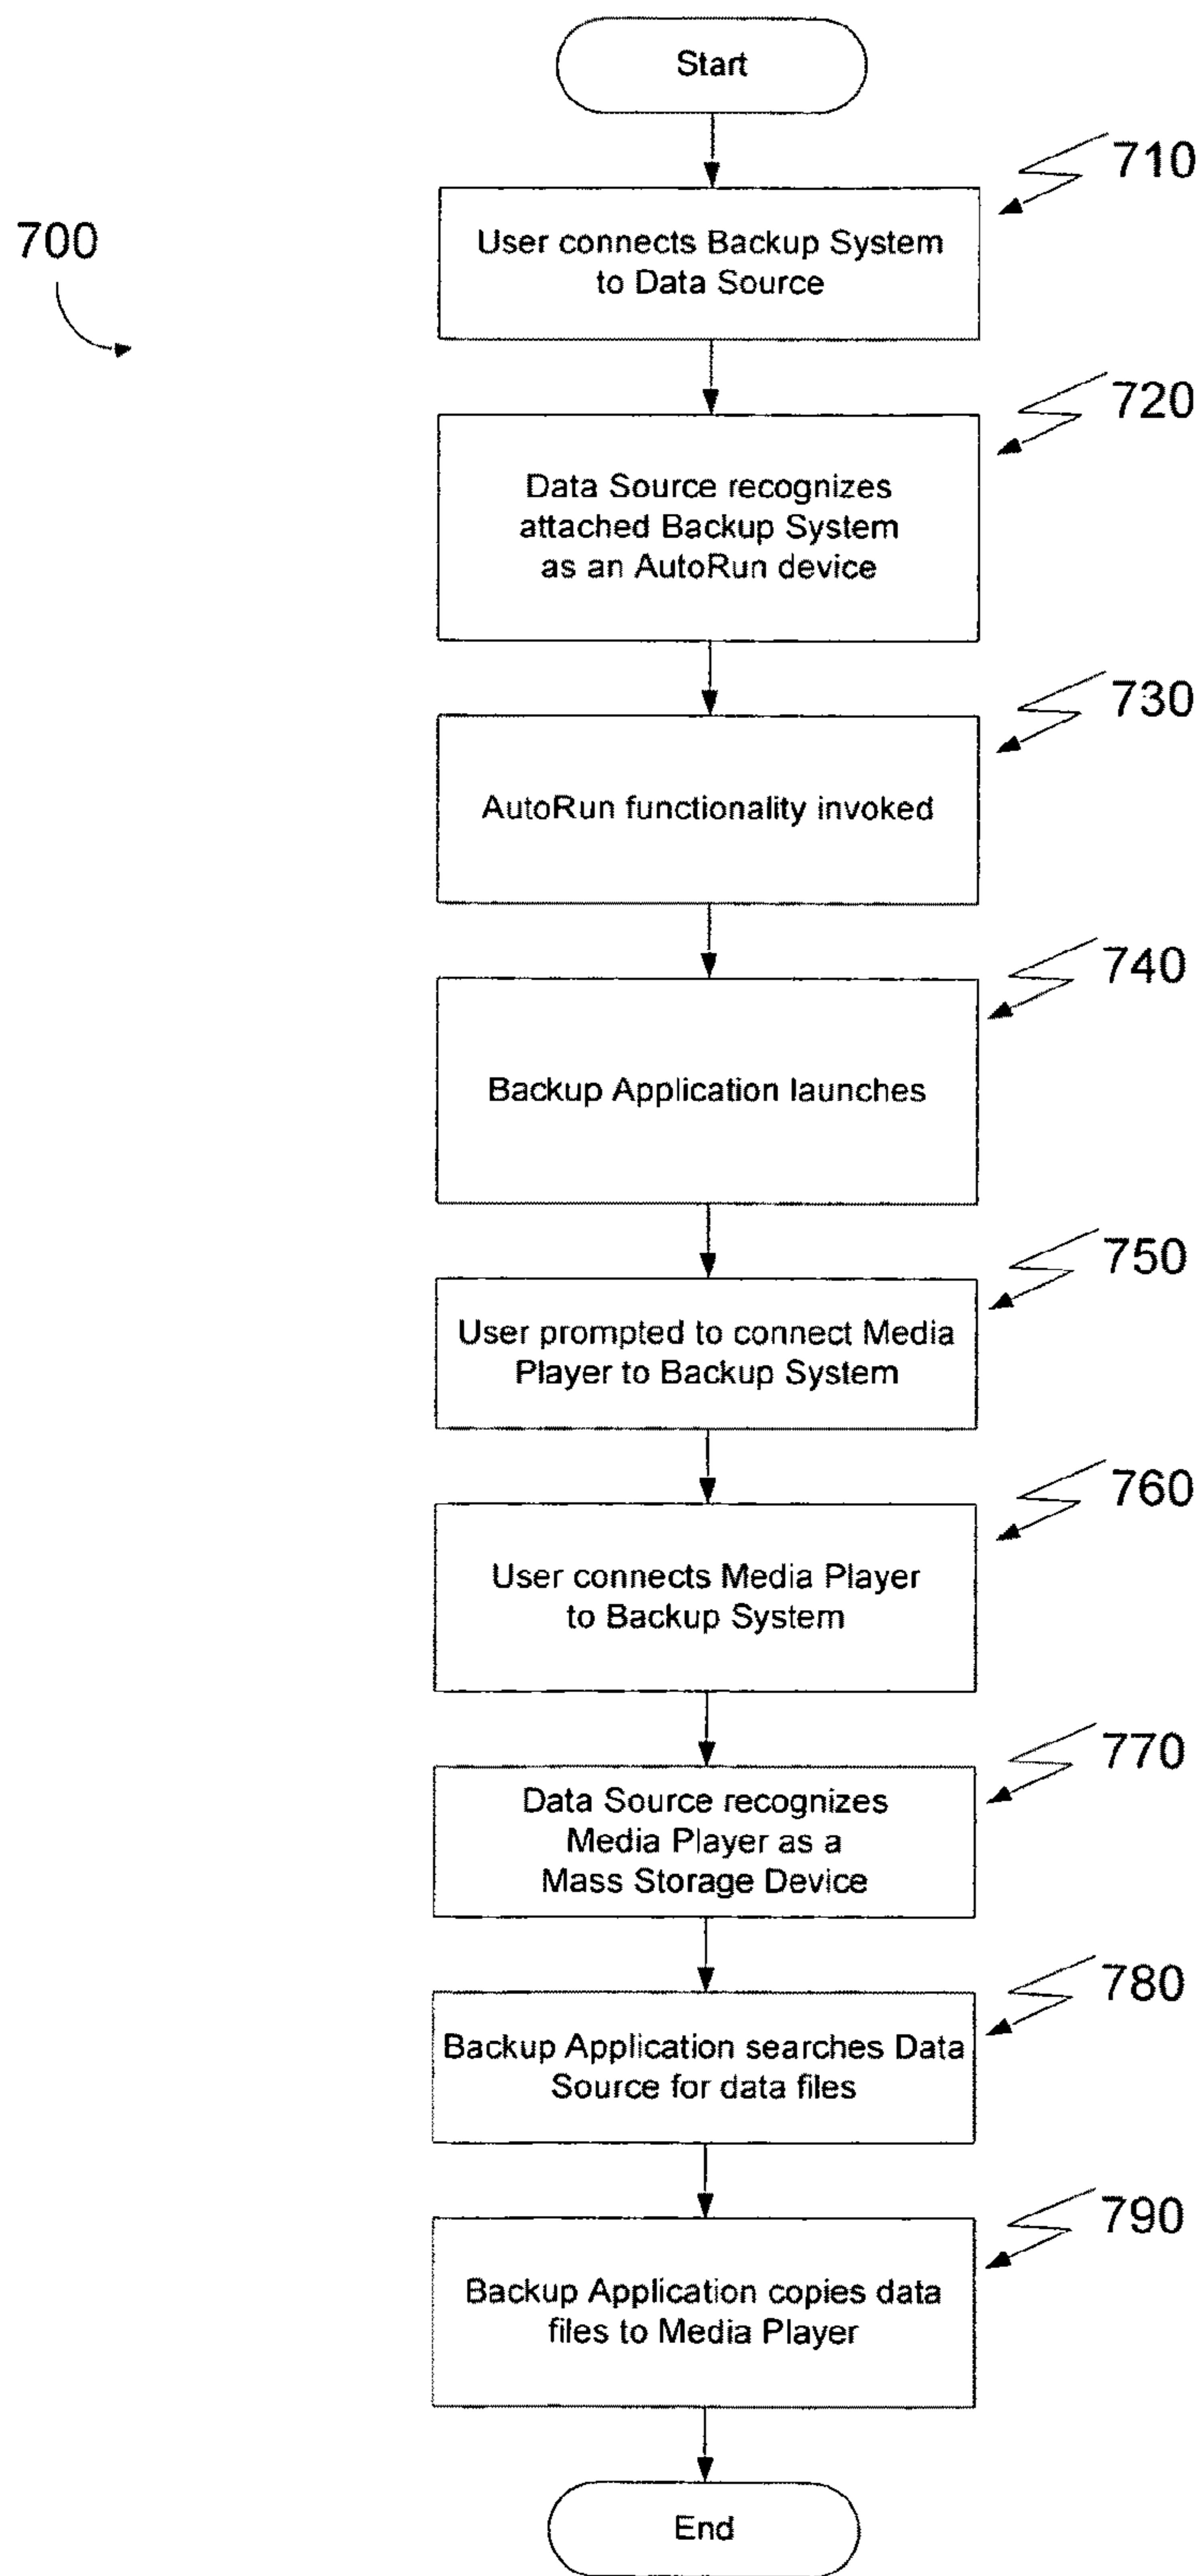 Start
710
700
User connects Backup System
to Data Source
720
Data Source recognizes
attached Backup System
as an AutoRun device
730
AutoRun functionality invoked
740
Backup Application launches
750
User prompted to connect Media
Player to Backup System
760
User connects Media Player
to Backup System
770
Data Source recognizes
Media Player as a
Mass Storage Device
780
Backup Application searches Data
Source for data files
790
Backup Application copies data
files to Media Player
End